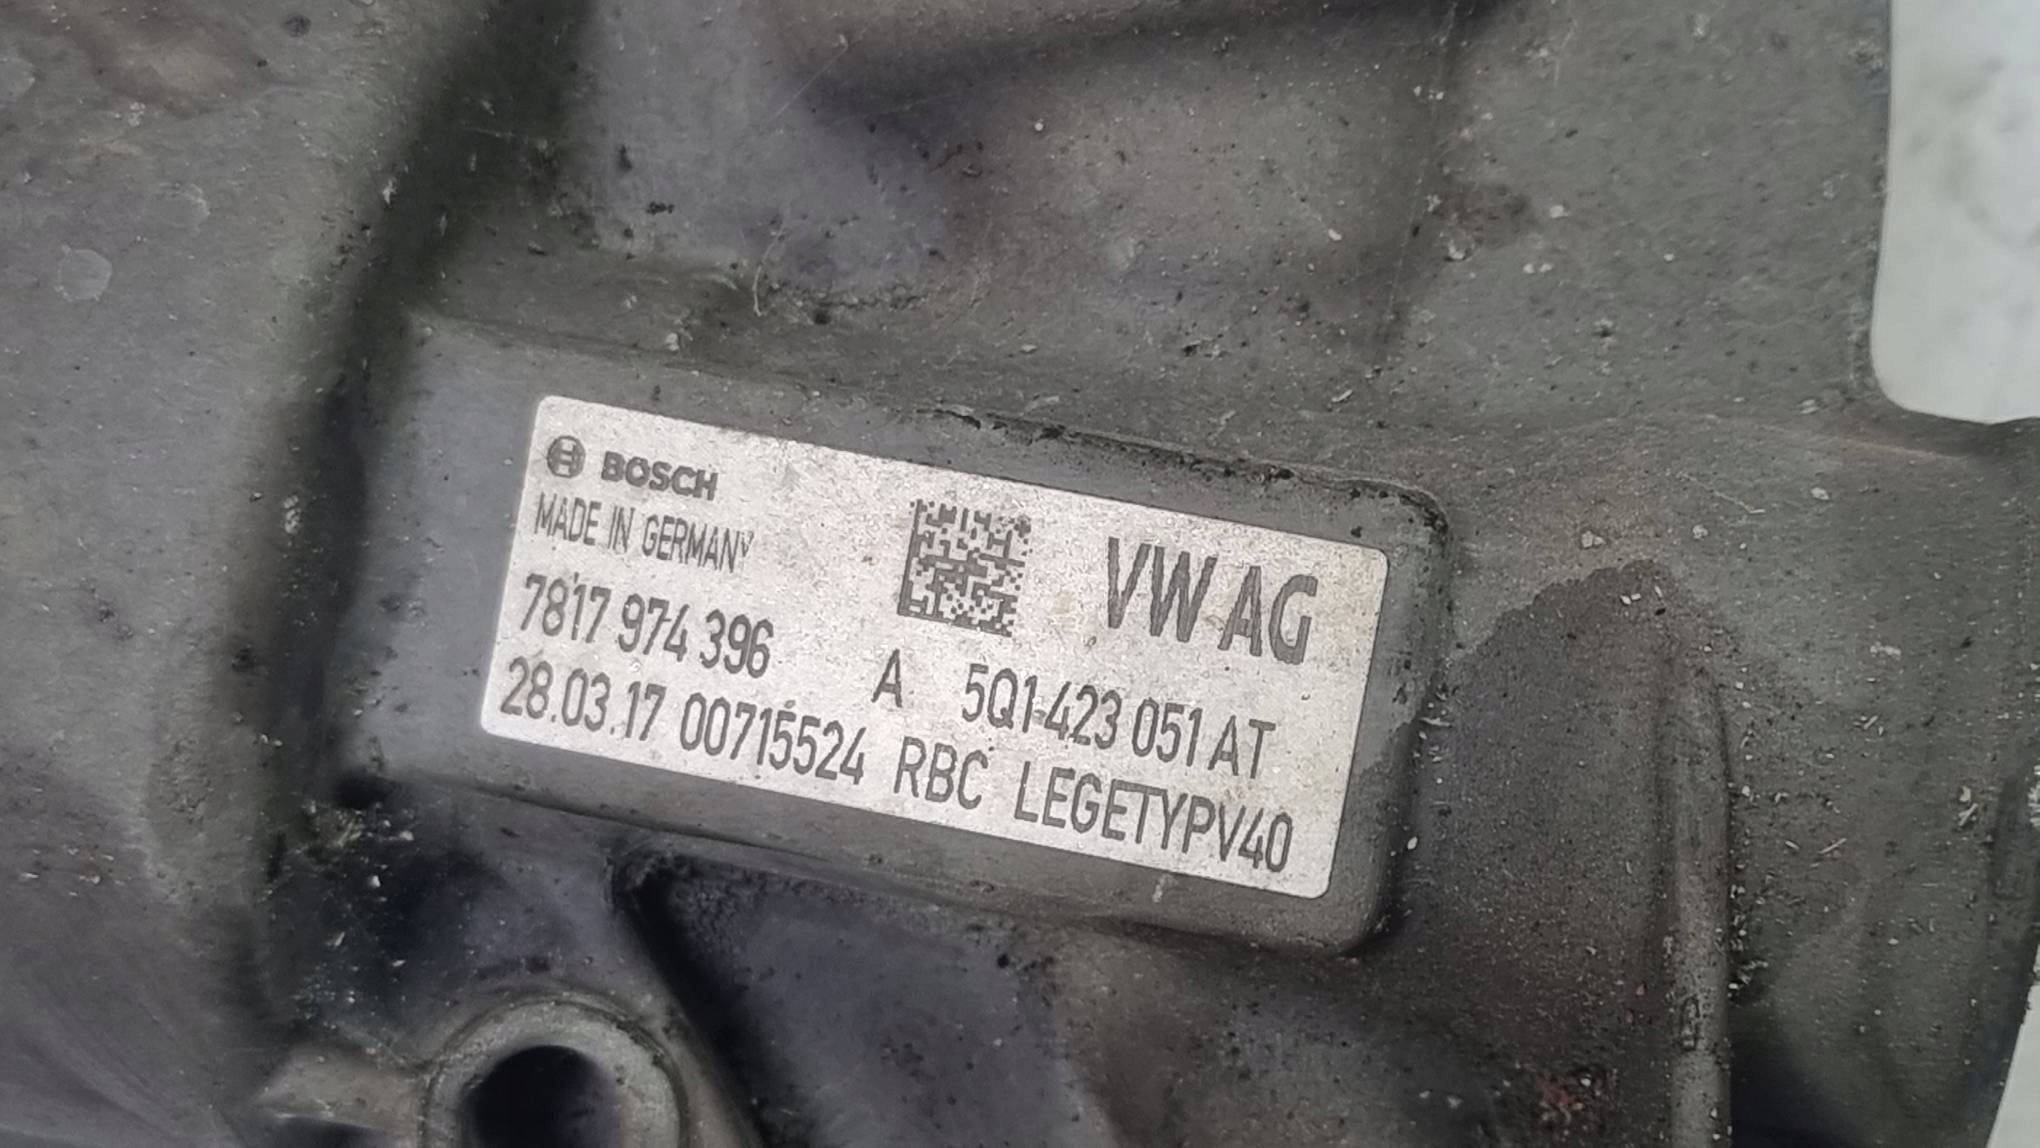 BOSCH
MADE IN GERMANY
VW AG
7817 974 396
A 5Q1 423 051 AT
28.03.17 00715524 RBC LEGETYPV40